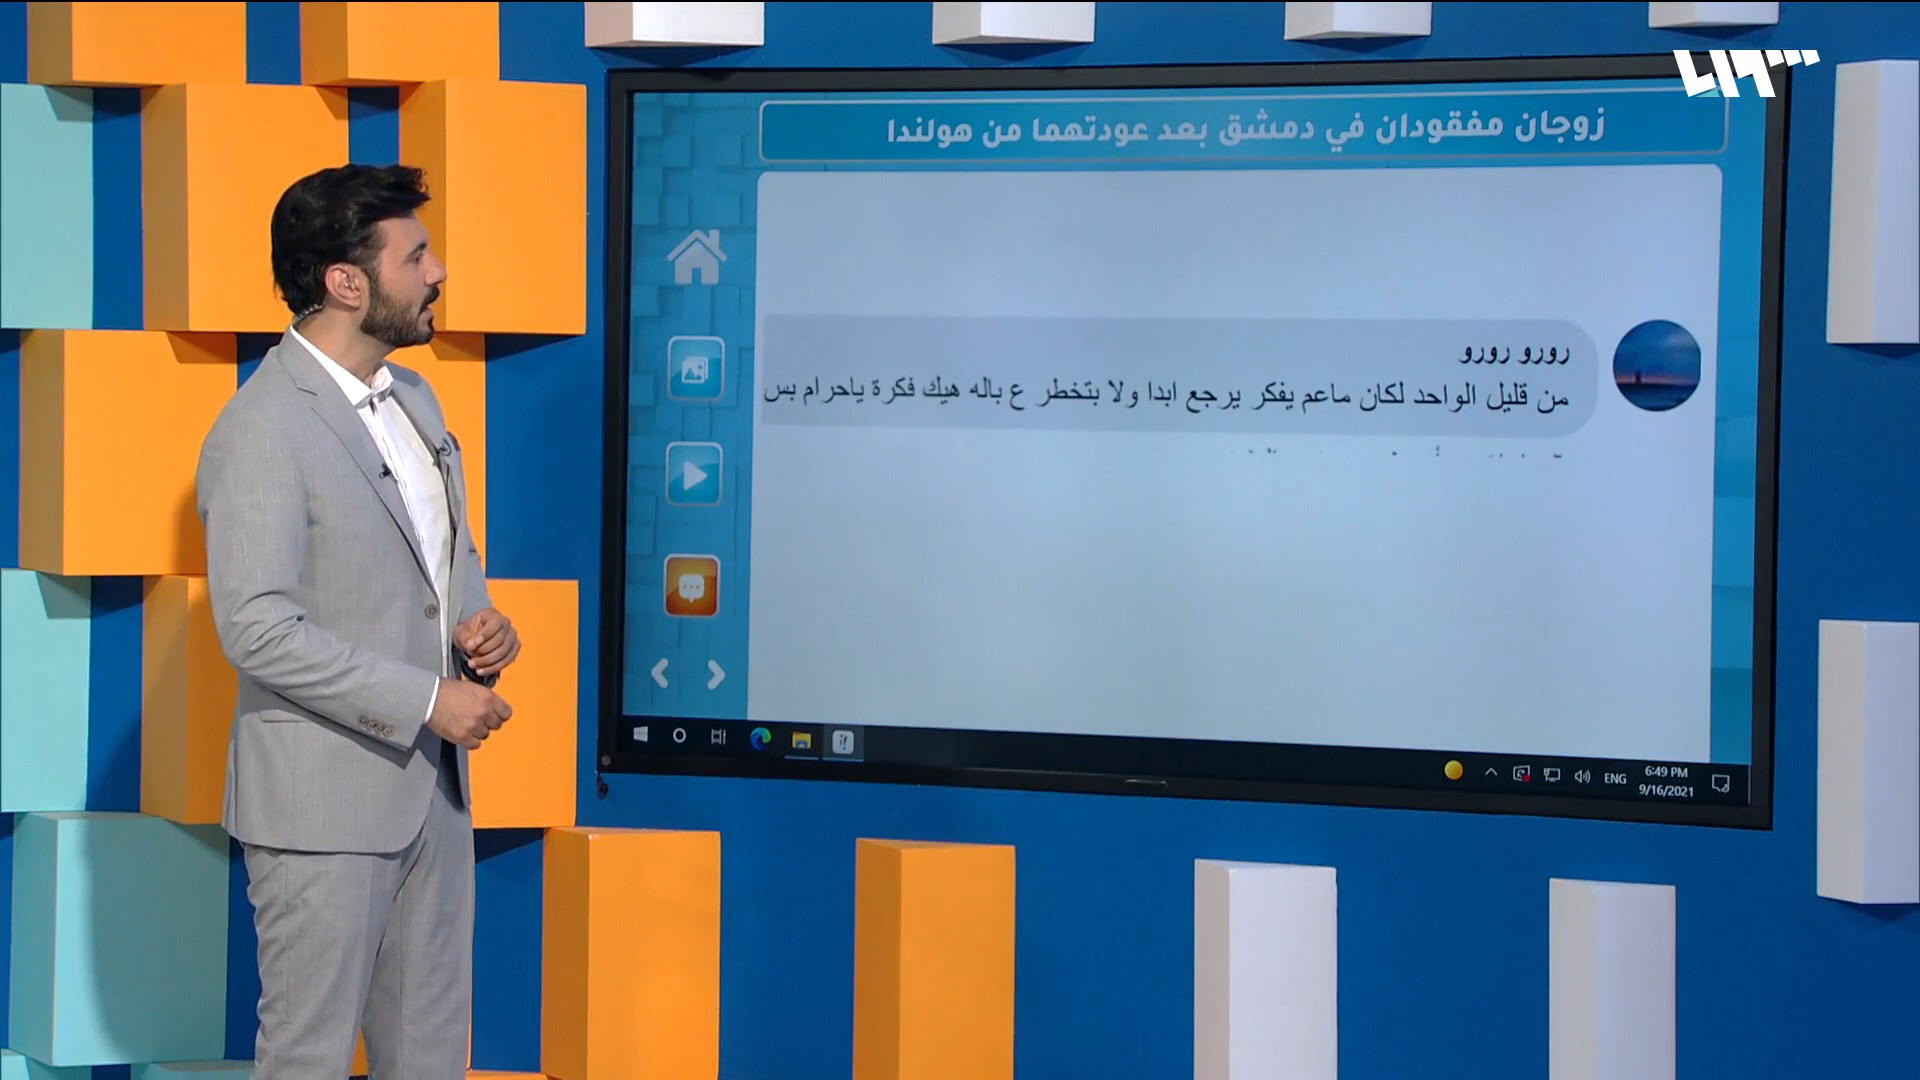 زوجان مفقودان في دمشق بعد عودتهما من هولندا
رورو رورو
من قليل الواحد لكان ماعم يفكر يرجع ابدا ولا بتخطر ع باله هيك فكرة ياحرام بس
ENG
6:49 PM
9/16/2021